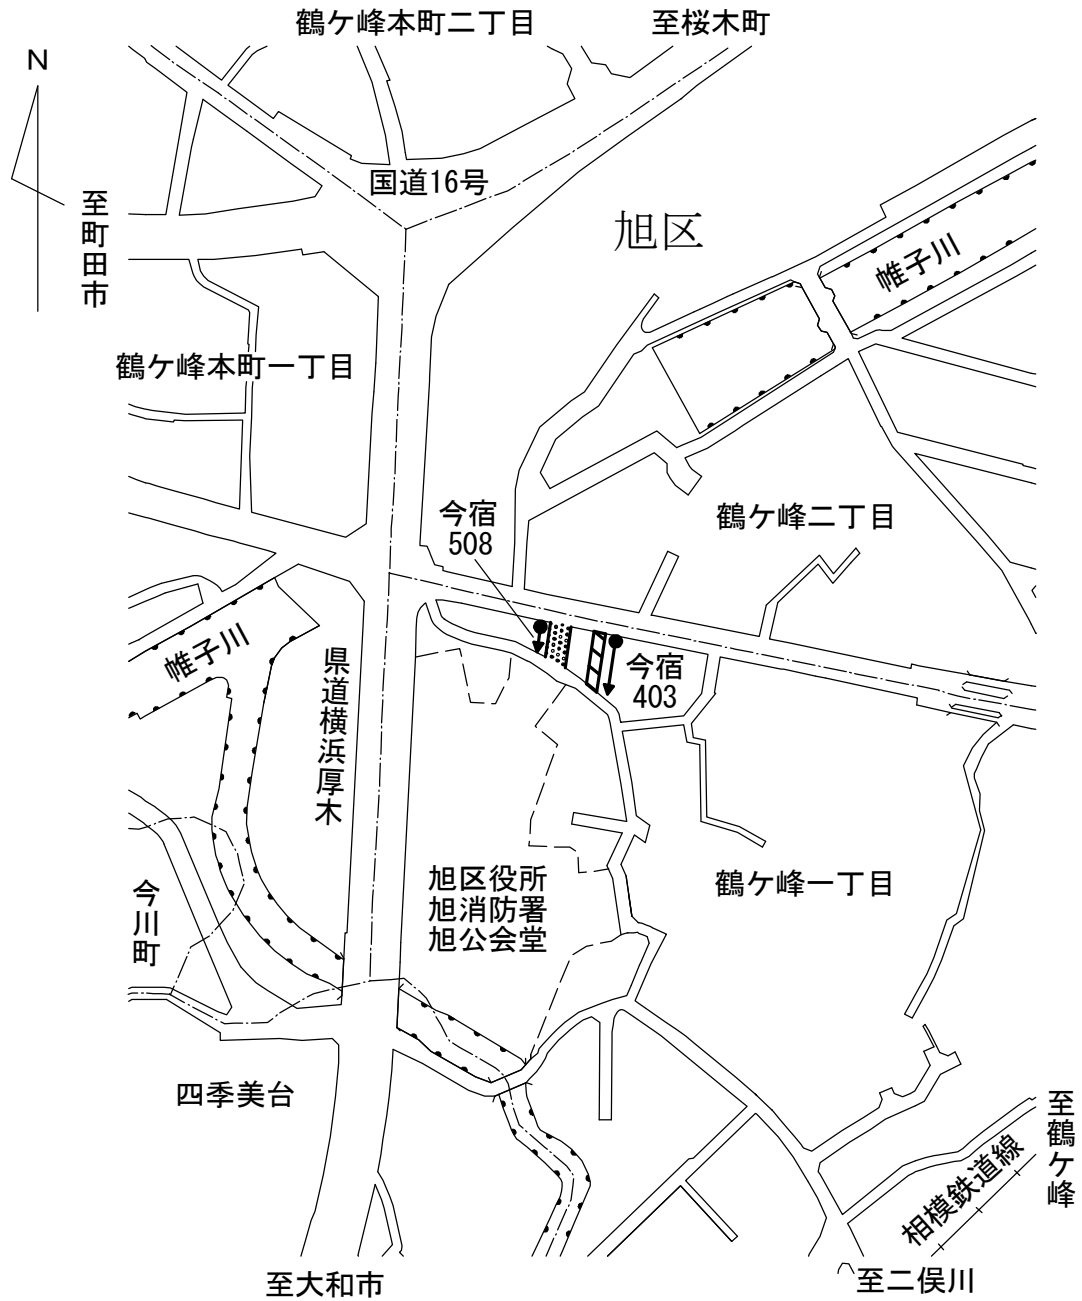 鶴ケ峰本町二丁目
至桜木町
N
国道16号
至町田市
旭区
帷子川
鶴ケ峰本町一丁目
今宿
508
鶴ケ峰二丁目
帷子川
県道横浜厚木
今宿
403
今川町
旭区役所
旭消防署
旭公会堂
鶴ケ峰一丁目
四季美台
至鶴ケ峰
相模鉄道線
至大和市
至二俣川